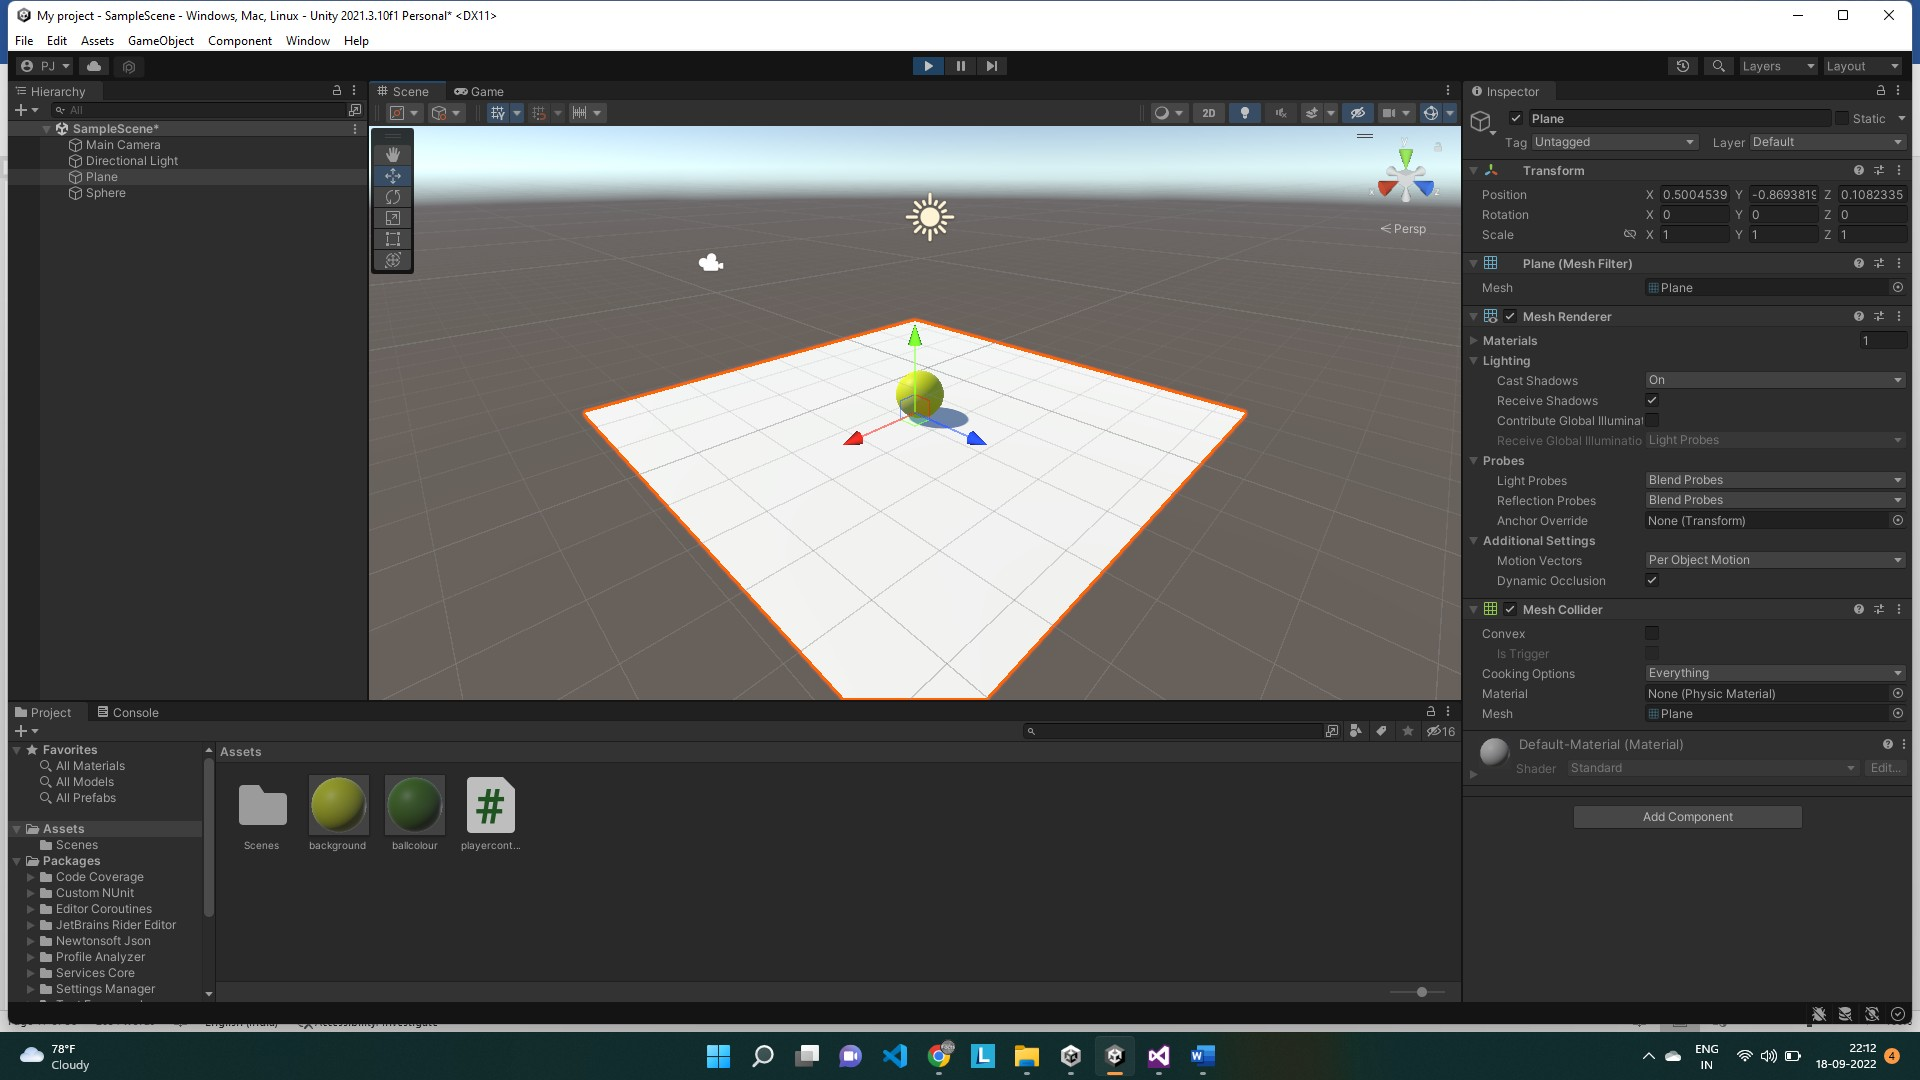 My project - SampleScene - Windows, Mac, Linux - Unity 2021.3.10f1 Personal* <DX11>
File Edit Assets GameObject Component Window Help
PJ
Layers Layout
Hierarchy
All
SampleScene*
Main Camera
Directional Light
Plane
Sphere
Scene Game
2D
Persp
Inspector
Plane Static
Tag Untagged Layer Default
Transform
Position X 0.5004539 Y -0.8693819 Z 0.1082335
Rotation X 0 Y 0 Z 0
Scale X 1 Y 1 Z 1
Plane (Mesh Filter)
Mesh Plane
Mesh Renderer
Materials 1
Lighting
Cast Shadows On
Receive Shadows
Contribute Global Illuminat
Receive Global Illuminatio Light Probes
Probes
Light Probes Blend Probes
Reflection Probes Blend Probes
Anchor Override None (Transform)
Additional Settings
Motion Vectors Per Object Motion
Dynamic Occlusion
Mesh Collider
Convex
Is Trigger
Cooking Options Everything
Material None (Physic Material)
Mesh Plane
Default-Material (Material)
Shader Standard Edit...
Add Component
Project Console
16
Favorites
All Materials
All Models
All Prefabs
Assets
Scenes
Packages
Code Coverage
Custom NUnit
Editor Coroutines
JetBrains Rider Editor
Newtonsoft Json
Profile Analyzer
Services Core
Settings Manager
Assets
Scenes background ballcolour playercont...
#
78°F
Cloudy
L
W
ENG
IN
22:12
18-09-2022
4